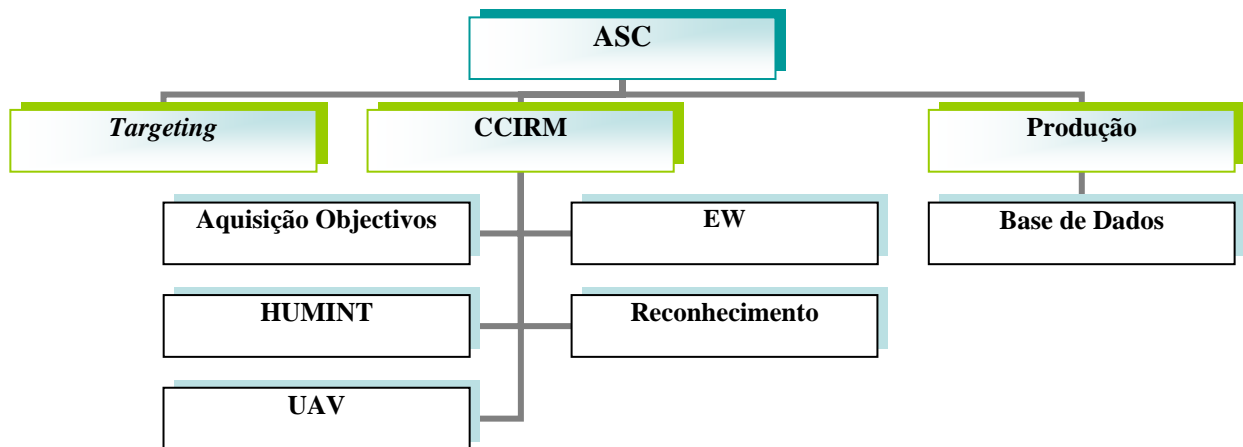 ASC
Targeting
CCIRM
Produção
Aquisição Objectivos
EW
Base de Dados
HUMINT
Reconhecimento
UAV